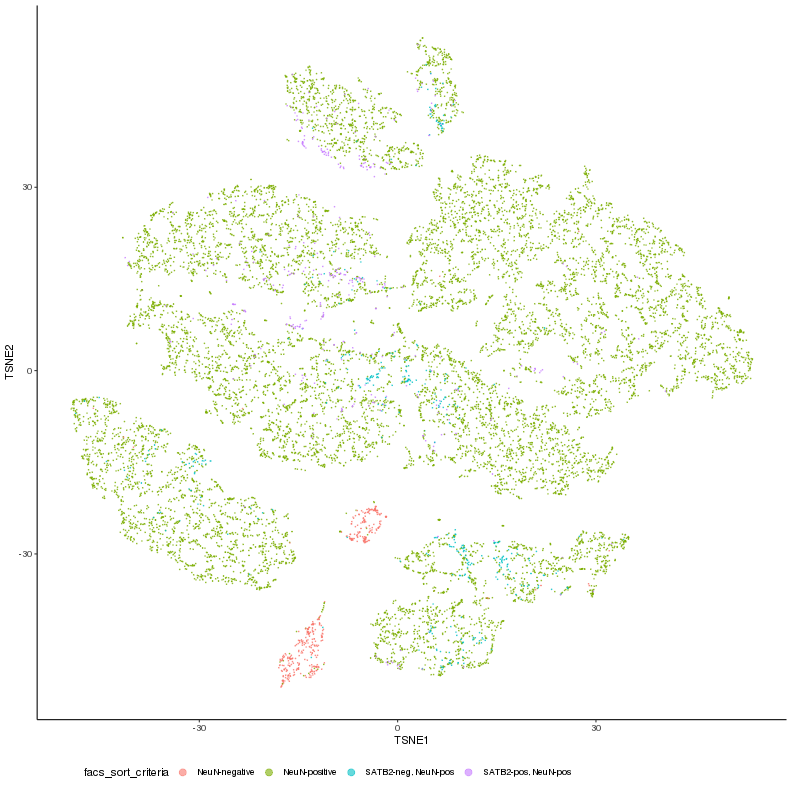 TSNE2
30
0
-30
-30
0
30
TSNE1
facs_sort_criteria
NeuN-negative
NeuN-positive
SATB2-neg, NeuN-pos
SATB2-pos, NeuN-pos